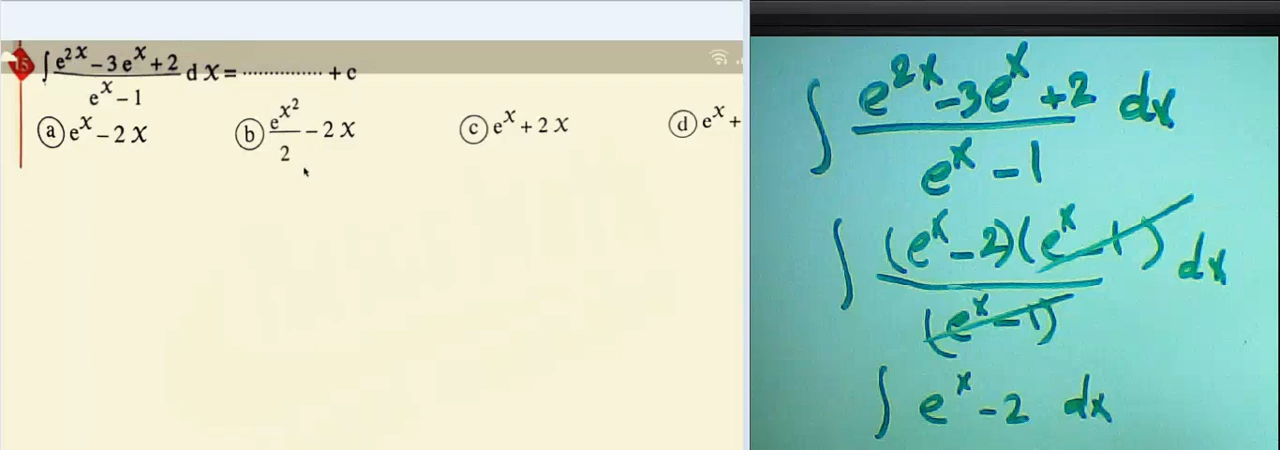 15 ∫ (e^{2x} − 3e^x + 2)/(e^x − 1) dx = ............... + c
(a) e^x − 2x (b) e^{x^2}/2 − 2x (c) e^x + 2x (d) e^x +
∫ (e^{2x} − 3e^x + 2)/(e^x − 1) dx
∫ (e^x − 2)(e^x − 1)/(e^x − 1) dx
∫ e^x − 2 dx